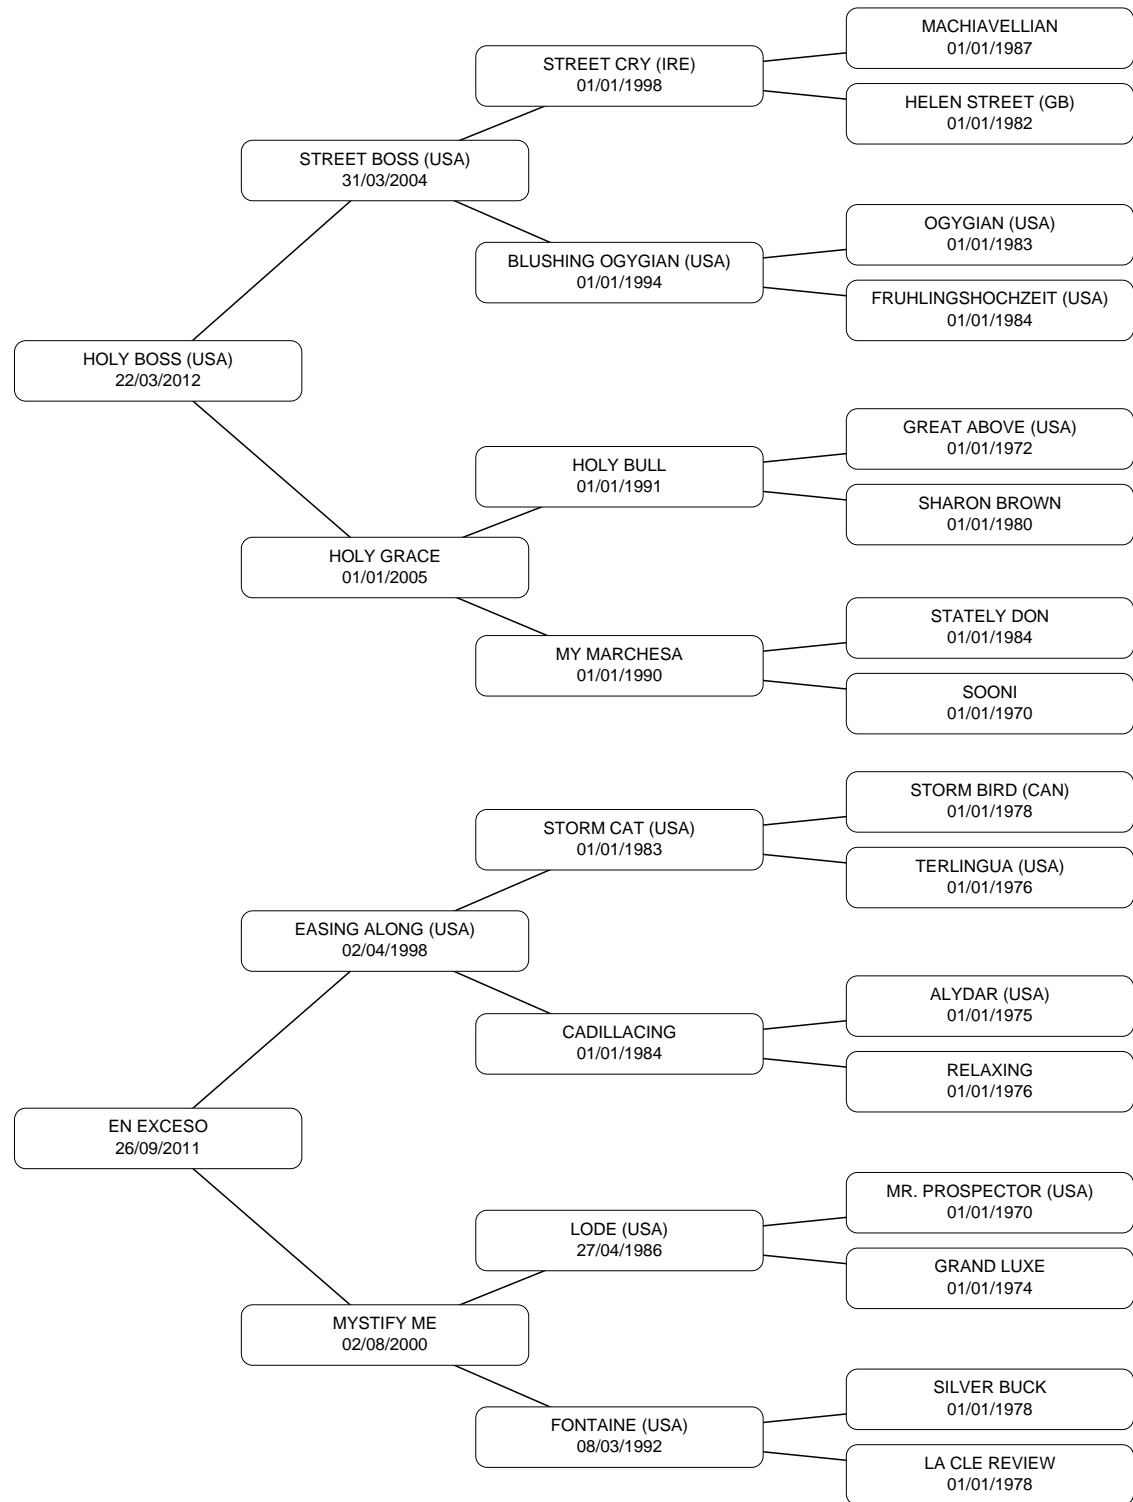 MACHIAVELLIAN
01/01/1987
STREET CRY (IRE)
01/01/1998
HELEN STREET (GB)
01/01/1982
STREET BOSS (USA)
31/03/2004
OGYGIAN (USA)
01/01/1983
BLUSHING OGYGIAN (USA)
01/01/1994
FRUHLINGSHOCHZEIT (USA)
01/01/1984
HOLY BOSS (USA)
22/03/2012
GREAT ABOVE (USA)
01/01/1972
HOLY BULL
01/01/1991
SHARON BROWN
01/01/1980
HOLY GRACE
01/01/2005
STATELY DON
01/01/1984
MY MARCHESA
01/01/1990
SOONI
01/01/1970
STORM BIRD (CAN)
01/01/1978
STORM CAT (USA)
01/01/1983
TERLINGUA (USA)
01/01/1976
EASING ALONG (USA)
02/04/1998
ALYDAR (USA)
01/01/1975
CADILLACING
01/01/1984
RELAXING
01/01/1976
EN EXCESO
26/09/2011
MR. PROSPECTOR (USA)
01/01/1970
LODE (USA)
27/04/1986
GRAND LUXE
01/01/1974
MYSTIFY ME
02/08/2000
SILVER BUCK
01/01/1978
FONTAINE (USA)
08/03/1992
LA CLE REVIEW
01/01/1978